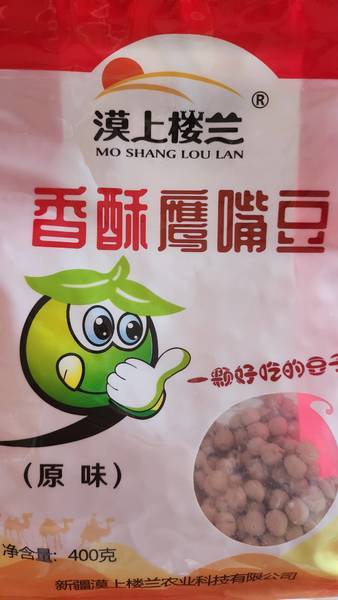 漠上楼兰®
MO SHANG LOU LAN
香酥鹰嘴豆
一颗好吃的豆子
（原 味）
净含量：400克
新疆漠上楼兰农业科技有限公司